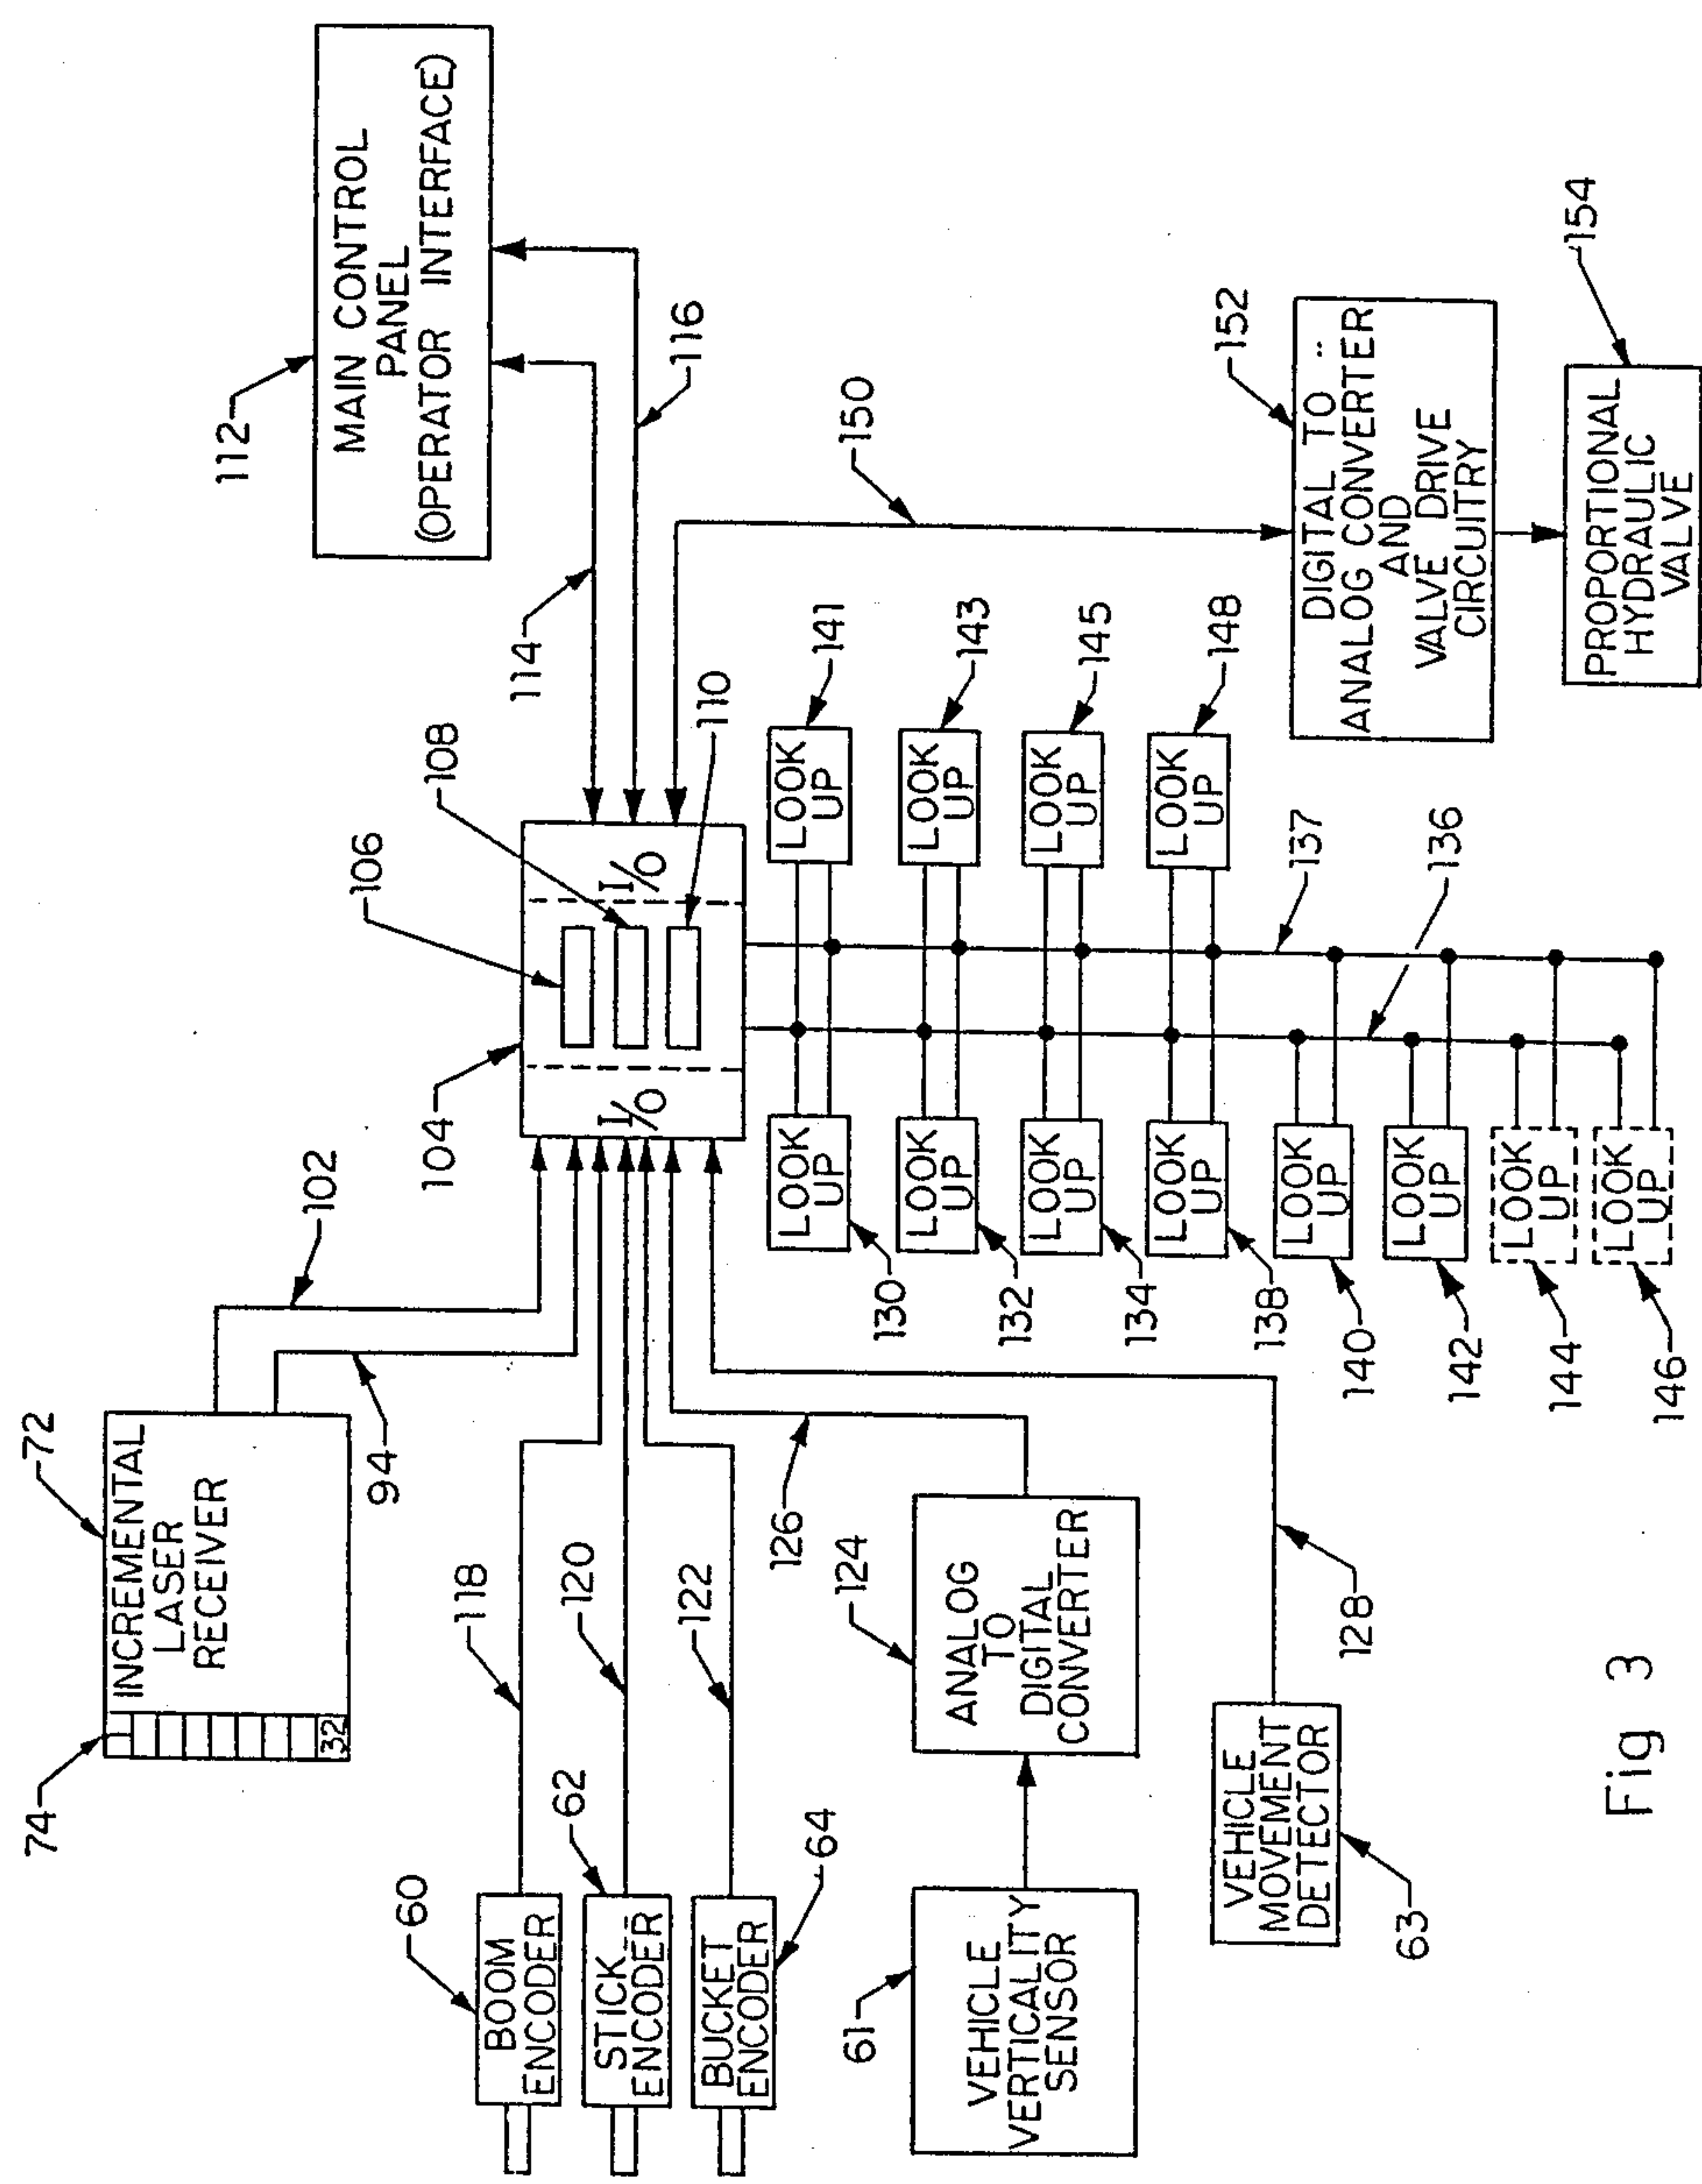 74
72
INCREMENTAL
LASER
RECEIVER
32
94
102
112
MAIN CONTROL
PANEL
(OPERATOR INTERFACE)
114
116
104
106
108
110
I/O
I/O
60
BOOM
ENCODER
118
62
STICK
ENCODER
120
64
BUCKET
ENCODER
122
61
VEHICLE
VERTICALITY
SENSOR
124
ANALOG
TO
DIGITAL
CONVERTER
126
63
VEHICLE
MOVEMENT
DETECTOR
128
LOOK
UP
130
LOOK
UP
141
LOOK
UP
132
LOOK
UP
143
LOOK
UP
134
LOOK
UP
145
LOOK
UP
138
LOOK
UP
148
LOOK
UP
140
LOOK
UP
142
LOOK
UP
144
LOOK
UP
146
137
136
150
152
DIGITAL TO
ANALOG CONVERTER
AND
VALVE DRIVE
CIRCUITRY
154
PROPORTIONAL
HYDRAULIC
VALVE
Fig 3